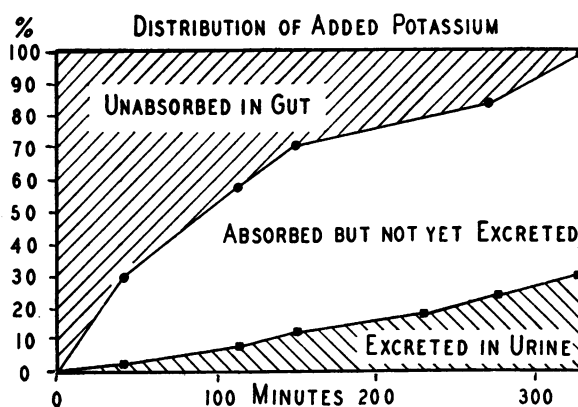 % DISTRIBUTION OF ADDED POTASSIUM
100
90
80
70
60
50
40
30
20
10
0
UNABSORBED IN GUT
ABSORBED BUT NOT YET EXCRETED
EXCRETED IN URINE
0 100 200 300
MINUTES